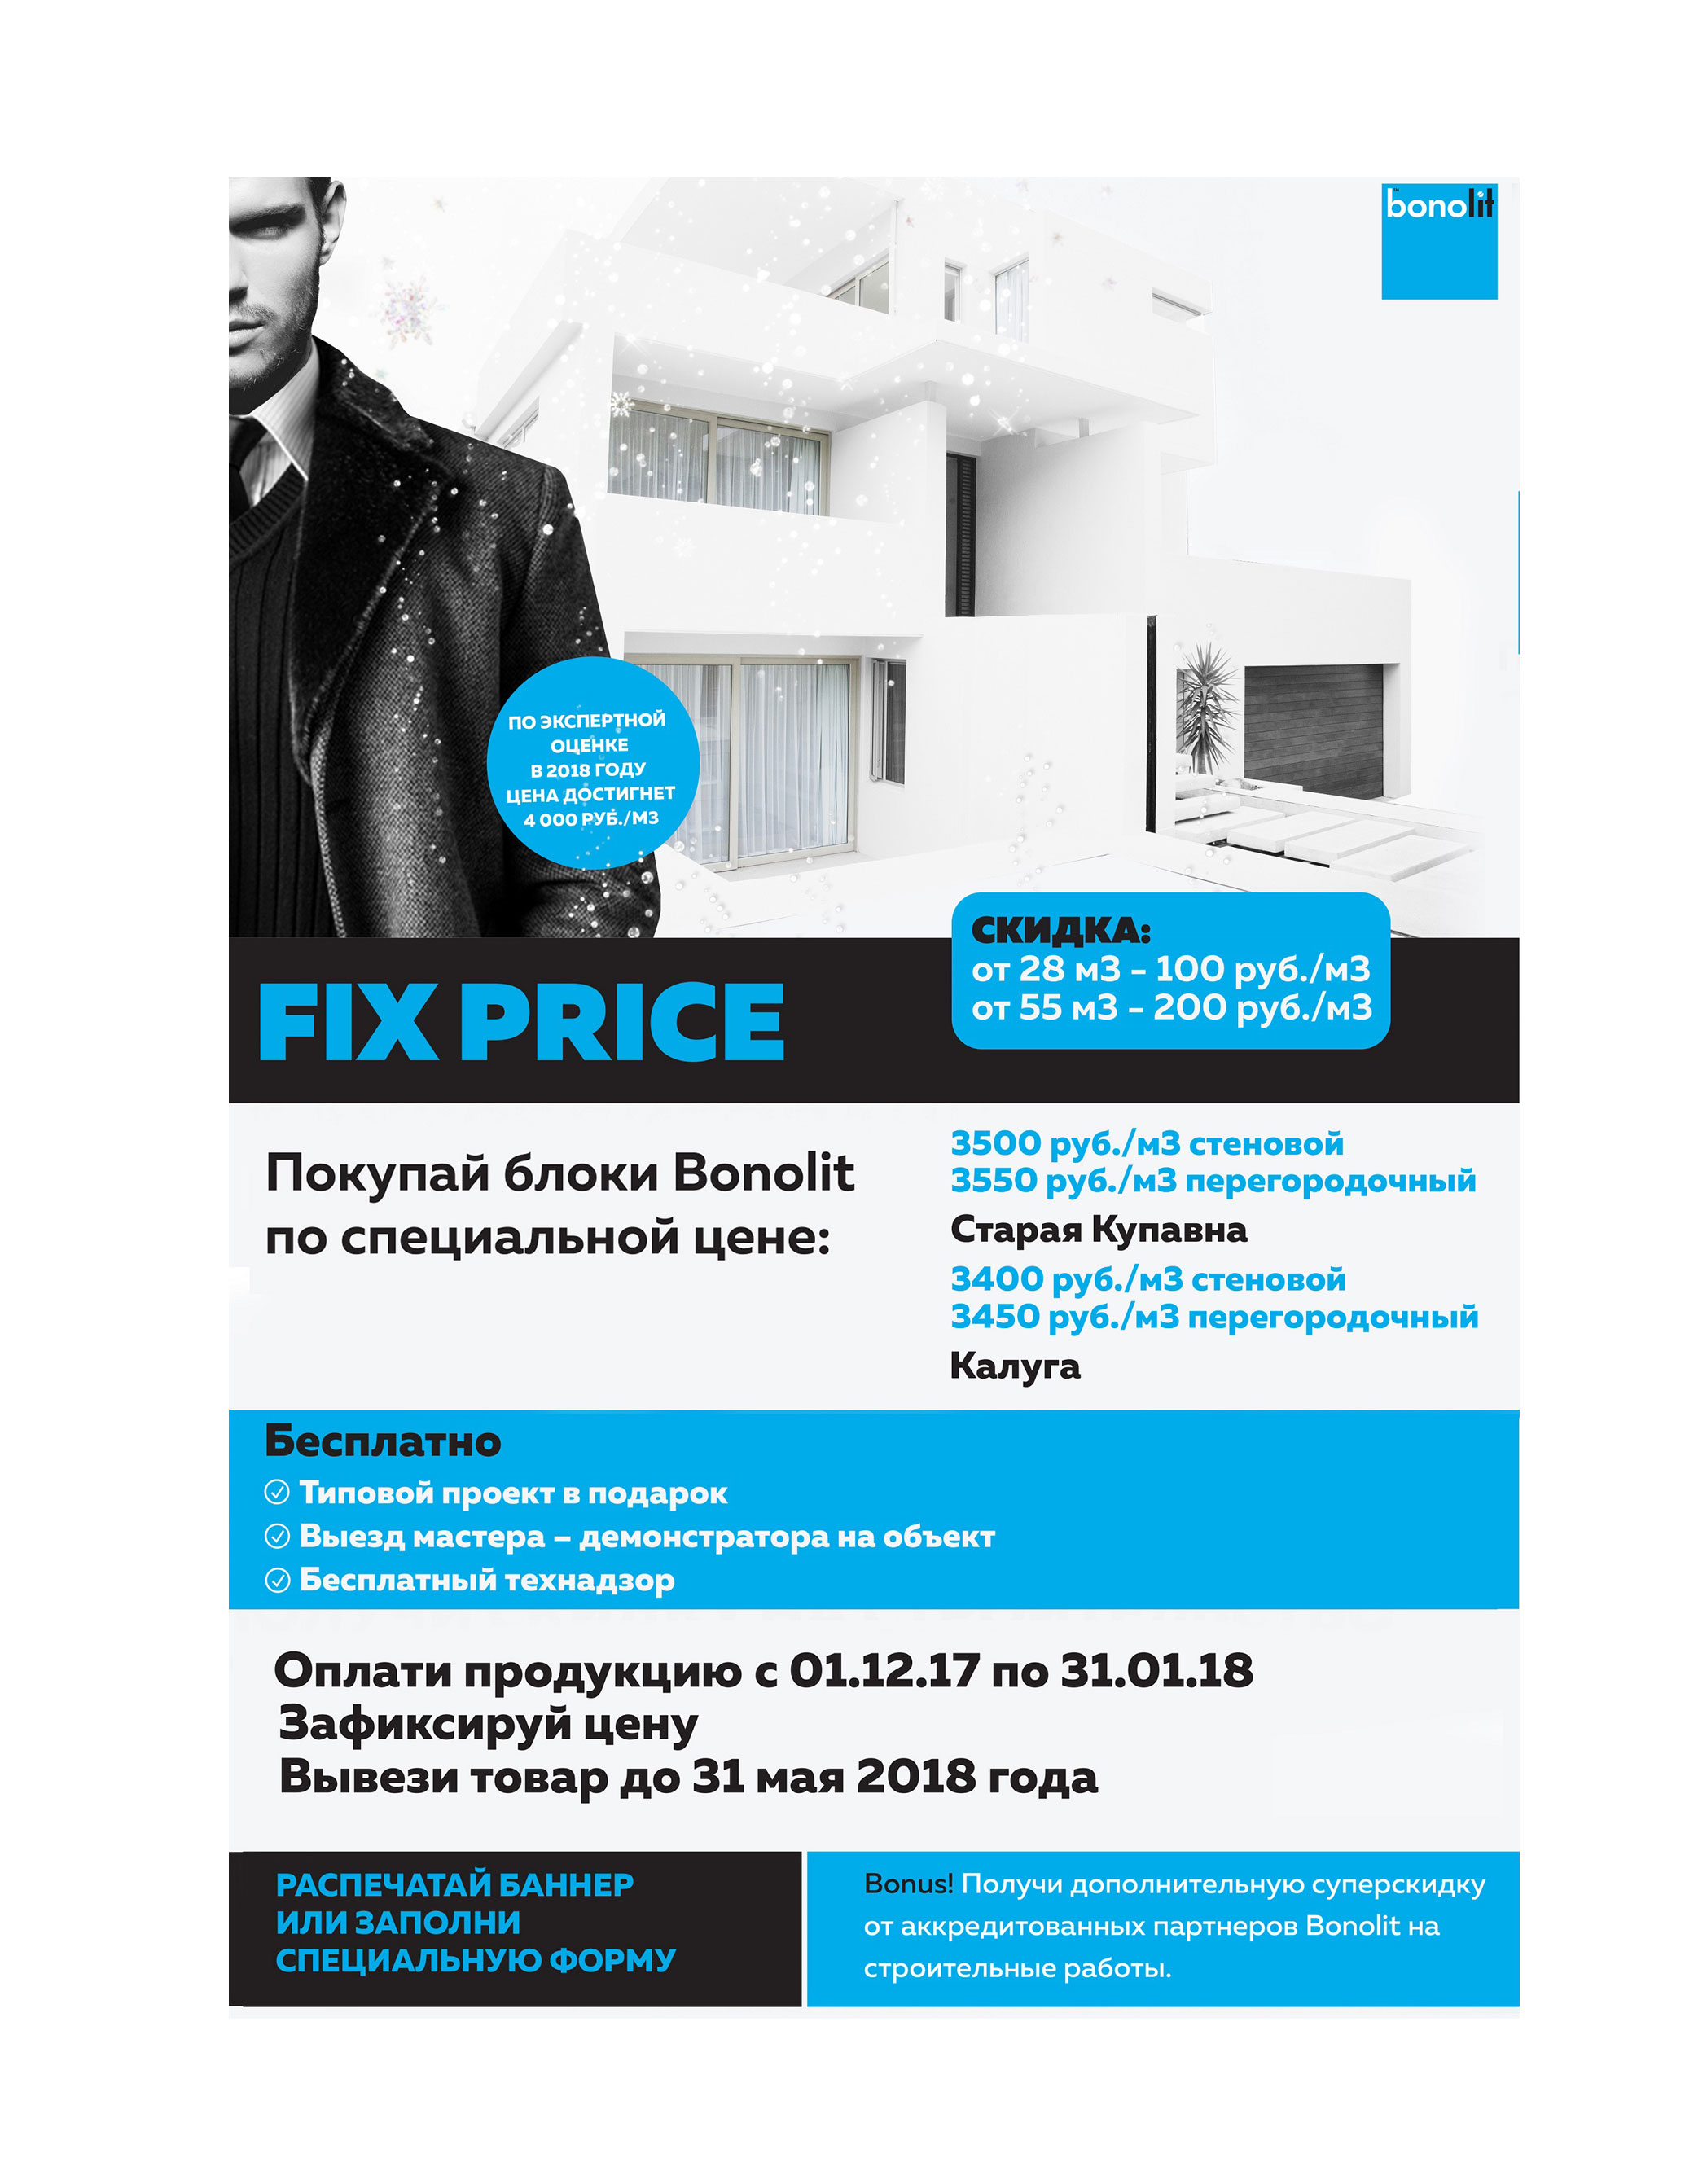 bonolit
ПО ЭКСПЕРТНОЙ
ОЦЕНКЕ
В 2018 ГОДУ
ЦЕНА ДОСТИГНЕТ
4 000 РУБ./М3
СКИДКА:
от 28 м3 – 100 руб./м3
от 55 м3 – 200 руб./м3
FIX PRICE
Покупай блоки Bonolit
по специальной цене:
3500 руб./м3 стеновой
3550 руб./м3 перегородочный
Старая Купавна
3400 руб./м3 стеновой
3450 руб./м3 перегородочный
Калуга
Бесплатно
Типовой проект в подарок
Выезд мастера – демонстратора на объект
Бесплатный технадзор
Оплати продукцию с 01.12.17 по 31.01.18
Зафиксируй цену
Вывези товар до 31 мая 2018 года
РАСПЕЧАТАЙ БАННЕР
ИЛИ ЗАПОЛНИ
СПЕЦИАЛЬНУЮ ФОРМУ
Bonus! Получи дополнительную суперскидку
от аккредитованных партнеров Bonolit на
строительные работы.